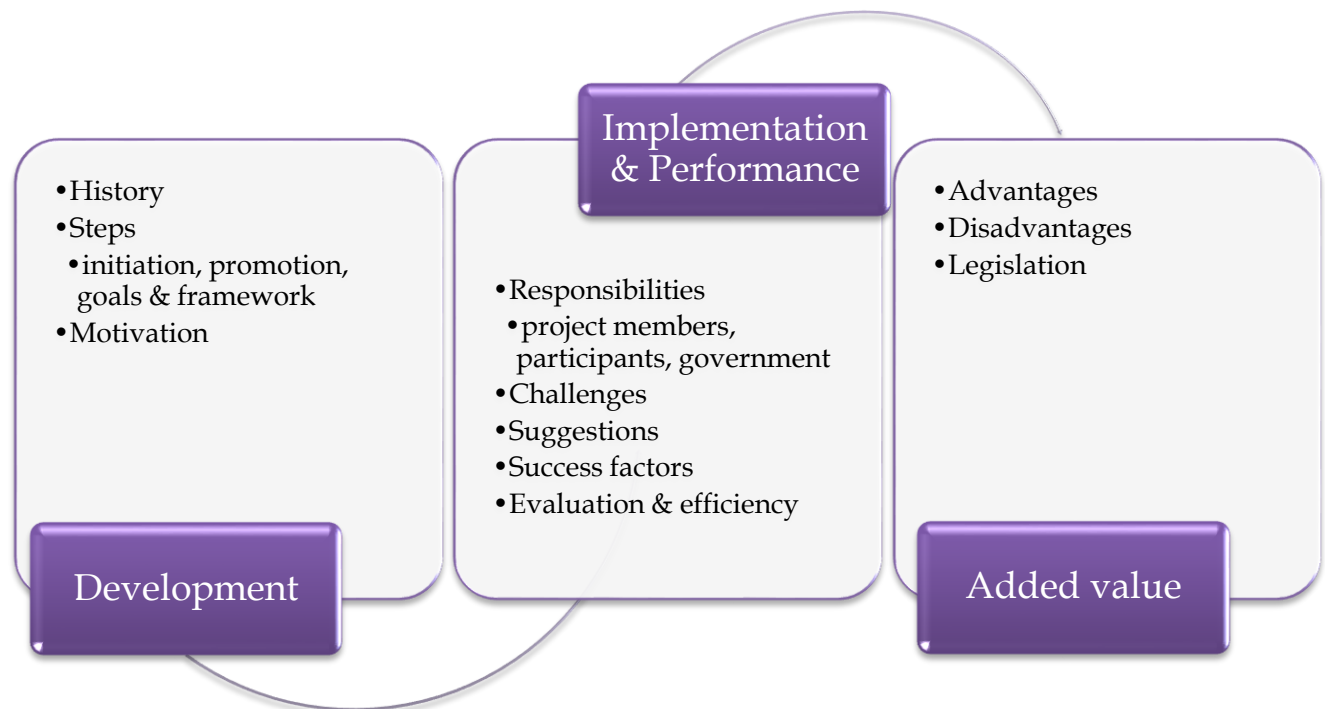 •History
•Steps
•initiation, promotion,
goals & framework
•Motivation
Development
Implementation
& Performance
•Responsibilities
•project members,
participants, government
•Challenges
•Suggestions
•Success factors
•Evaluation & efficiency
•Advantages
•Disadvantages
•Legislation
Added value